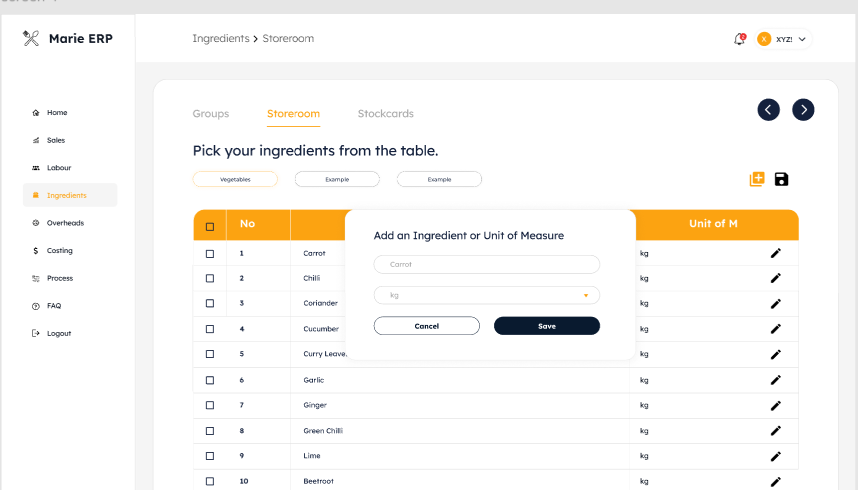 Marie ERP
Ingredients > Storeroom
2
X
XYZ!
Home
Sales
Labour
Ingredients
Overheads
Costing
Process
FAQ
Logout
Groups
Storeroom
Stockcards
Pick your ingredients from the table.
Vegetables
Example
Example
No
Unit of M
Add an Ingredient or Unit of Measure
Carrot
kg
Cancel
Save
1 Carrot kg
2 Chilli kg
3 Coriander kg
4 Cucumber kg
5 Curry Leave kg
6 Garlic kg
7 Ginger kg
8 Green Chilli kg
9 Lime kg
10 Beetroot kg